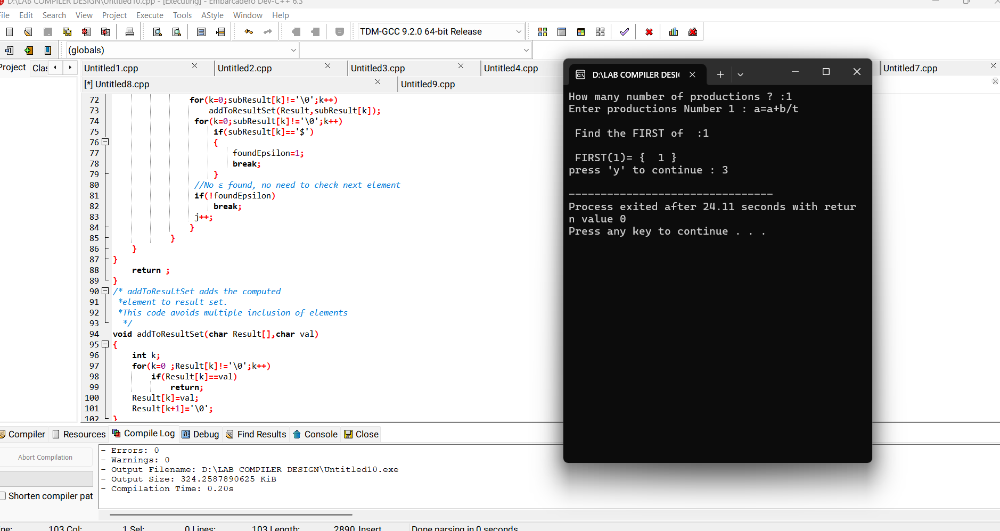 D:\LAB COMPILER DESIGN\Untitled10.cpp - [Executing] - Embarcadero Dev-C++ 6.3
File Edit Search View Project Execute Tools AStyle Window Help
TDM-GCC 9.2.0 64-bit Release
(globals)
Project Clas
Untitled1.cpp Untitled2.cpp Untitled3.cpp Untitled4.cpp Untitled7.cpp
[*] Untitled8.cpp Untitled9.cpp
72 for(k=0;subResult[k]!='\0';k++)
73 addToResultSet(Result,subResult[k]);
74 for(k=0;subResult[k]!='\0';k++)
75 if(subResult[k]=='$')
76 {
77 foundEpsilon=1;
78 break;
79 }
80 //No ε found, no need to check next element
81 if(!foundEpsilon)
82 break;
83 j++;
84 }
85 }
86 }
87 }
88 return ;
89 }
90 /* addToResultSet adds the computed
91 *element to result set.
92 *This code avoids multiple inclusion of elements
93 */
94 void addToResultSet(char Result[],char val)
95 {
96 int k;
97 for(k=0 ;Result[k]!='\0';k++)
98 if(Result[k]==val)
99 return;
100 Result[k]=val;
101 Result[k+1]='\0';
102 }
D:\LAB COMPILER DESI
How many number of productions ? :1
Enter productions Number 1 : a=a+b/t
Find the FIRST of :1
FIRST(1)= { 1 }
press 'y' to continue : 3
--------------------------------
Process exited after 24.11 seconds with retur
n value 0
Press any key to continue . . .
Compiler Resources Compile Log Debug Find Results Console Close
Abort Compilation
Shorten compiler pat
- Errors: 0
- Warnings: 0
- Output Filename: D:\LAB COMPILER DESIGN\Untitled10.exe
- Output Size: 324.2587890625 KiB
- Compilation Time: 0.20s
ne: 103 Col: 1 Sel: 0 Lines: 103 Length: 2890 Insert Done parsing in 0 seconds